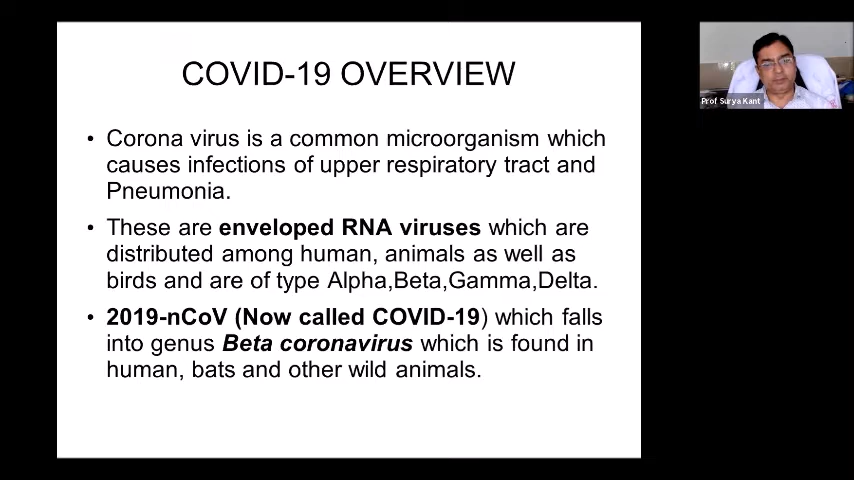 COVID-19 OVERVIEW
• Corona virus is a common microorganism which
causes infections of upper respiratory tract and
Pneumonia.
• These are enveloped RNA viruses which are
distributed among human, animals as well as
birds and are of type Alpha,Beta,Gamma,Delta.
• 2019-nCoV (Now called COVID-19) which falls
into genus Beta coronavirus which is found in
human, bats and other wild animals.
Prof Surya Kant